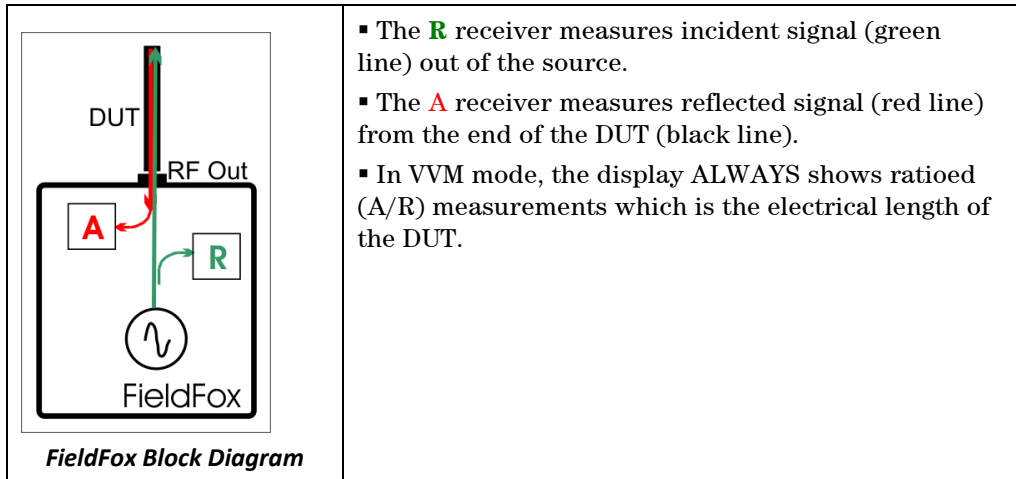 DUT
RF Out
A
R
FieldFox
FieldFox Block Diagram
▪ The R receiver measures incident signal (green
line) out of the source.
▪ The A receiver measures reflected signal (red line)
from the end of the DUT (black line).
▪ In VVM mode, the display ALWAYS shows ratioed
(A/R) measurements which is the electrical length of
the DUT.